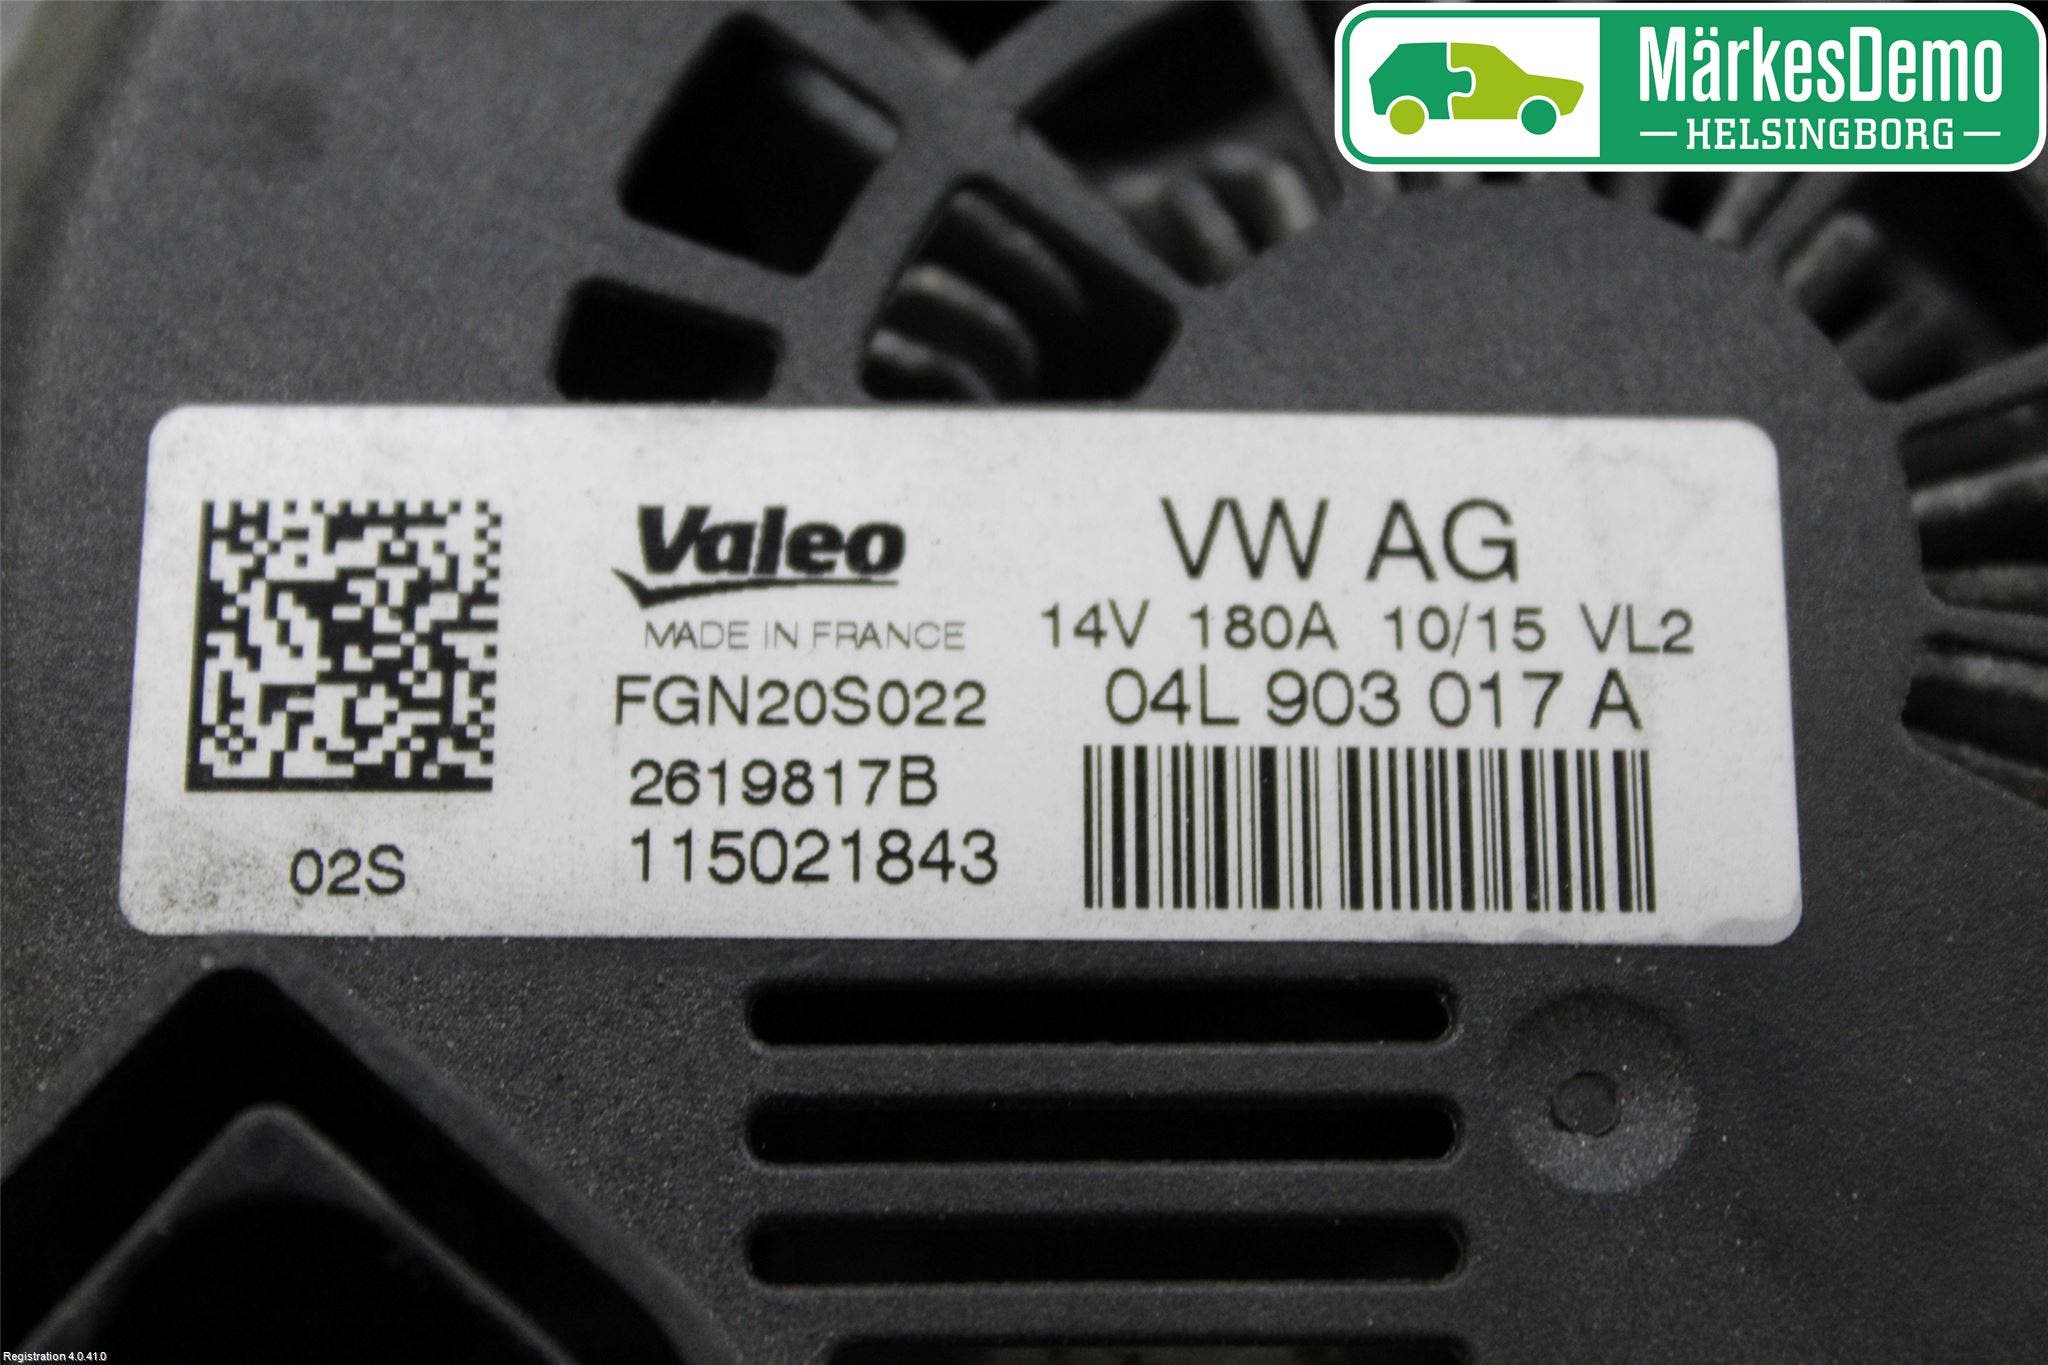 MärkesDemo
HELSINGBORG
Valeo
MADE IN FRANCE
FGN20S022
2619817B
115021843
02S
VW AG
14V 180A 10/15 VL2
04L 903 017 A
Registration 4.0.41.0